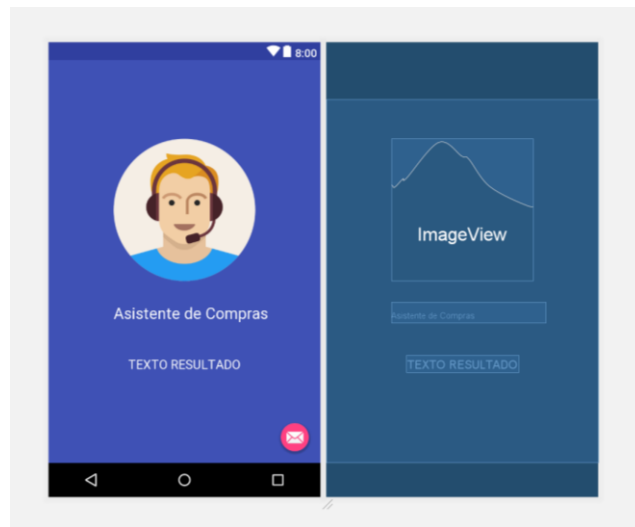 8:00
Asistente de Compras
TEXTO RESULTADO
ImageView
Asistente de Compras
TEXTO RESULTADO